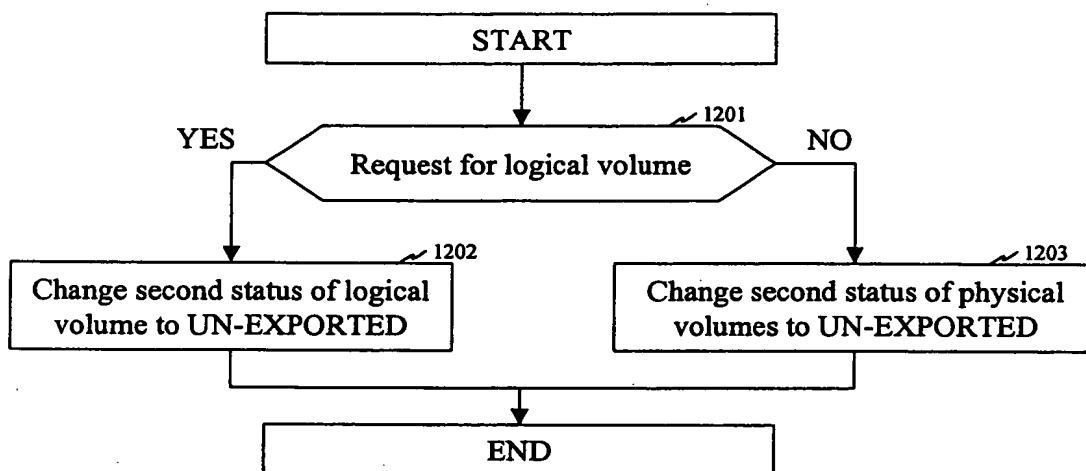 START
1201
YES
NO
Request for logical volume
1202
1203
Change second status of logical
volume to UN-EXPORTED
Change second status of physical
volumes to UN-EXPORTED
END